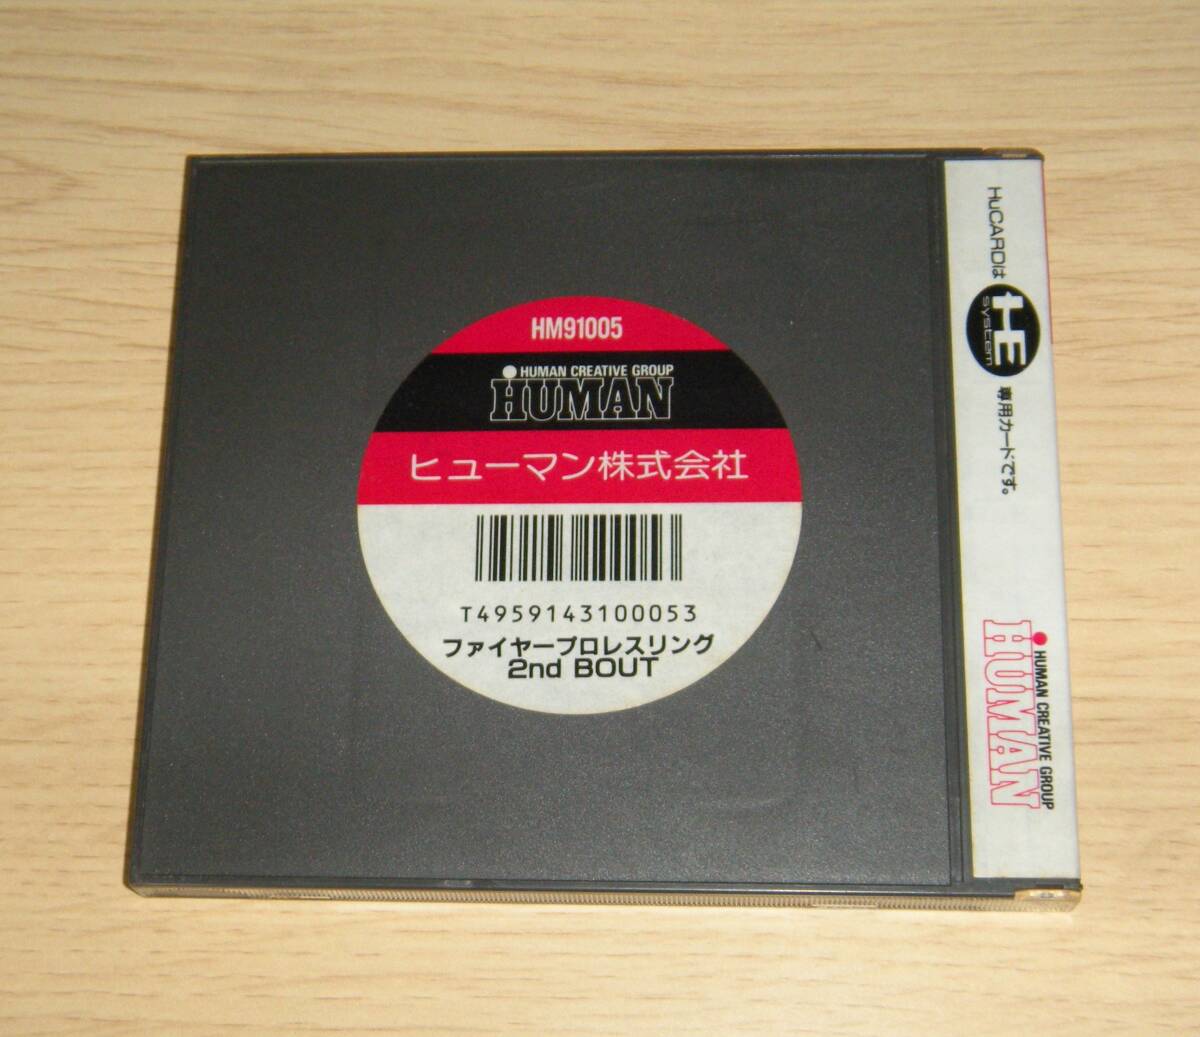 HM91005
HUMAN CREATIVE GROUP
HUMAN
ヒューマン株式会社
T4959143100053
ファイヤープロレスリング
2nd BOUT
HuCARDは HE system 専用カードです。
HUMAN CREATIVE GROUP
HUMAN